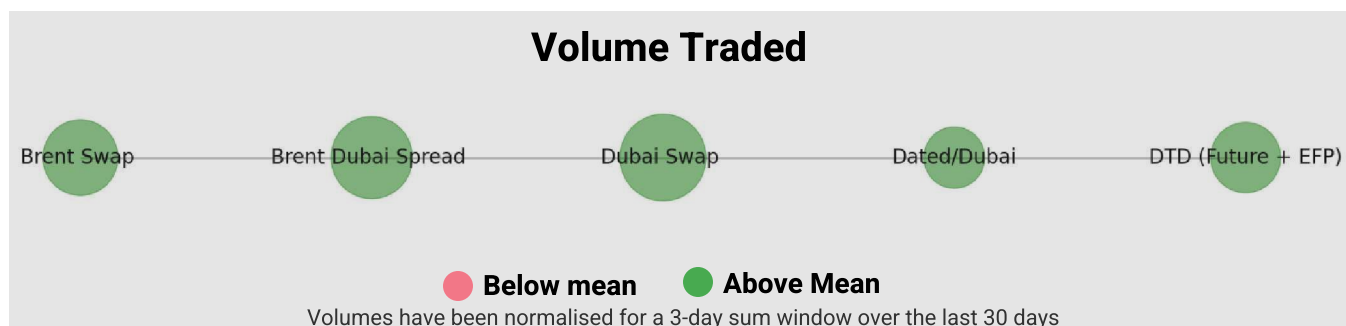 Volume Traded
Brent Swap
Brent Dubai Spread
Dubai Swap
Dated/Dubai
DTD (Future + EFP)
Below mean
Above Mean
Volumes have been normalised for a 3-day sum window over the last 30 days